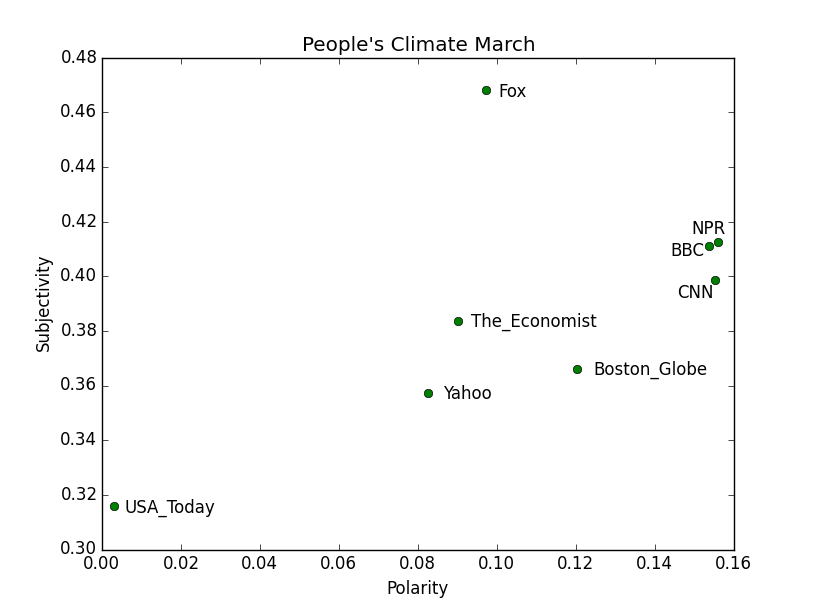 People's Climate March
0.48
0.46
0.44
0.42
0.40
0.38
0.36
0.34
0.32
0.30
Subjectivity
Fox
NPR
BBC
CNN
The_Economist
Boston_Globe
Yahoo
USA_Today
0.00 0.02 0.04 0.06 0.08 0.10 0.12 0.14 0.16
Polarity